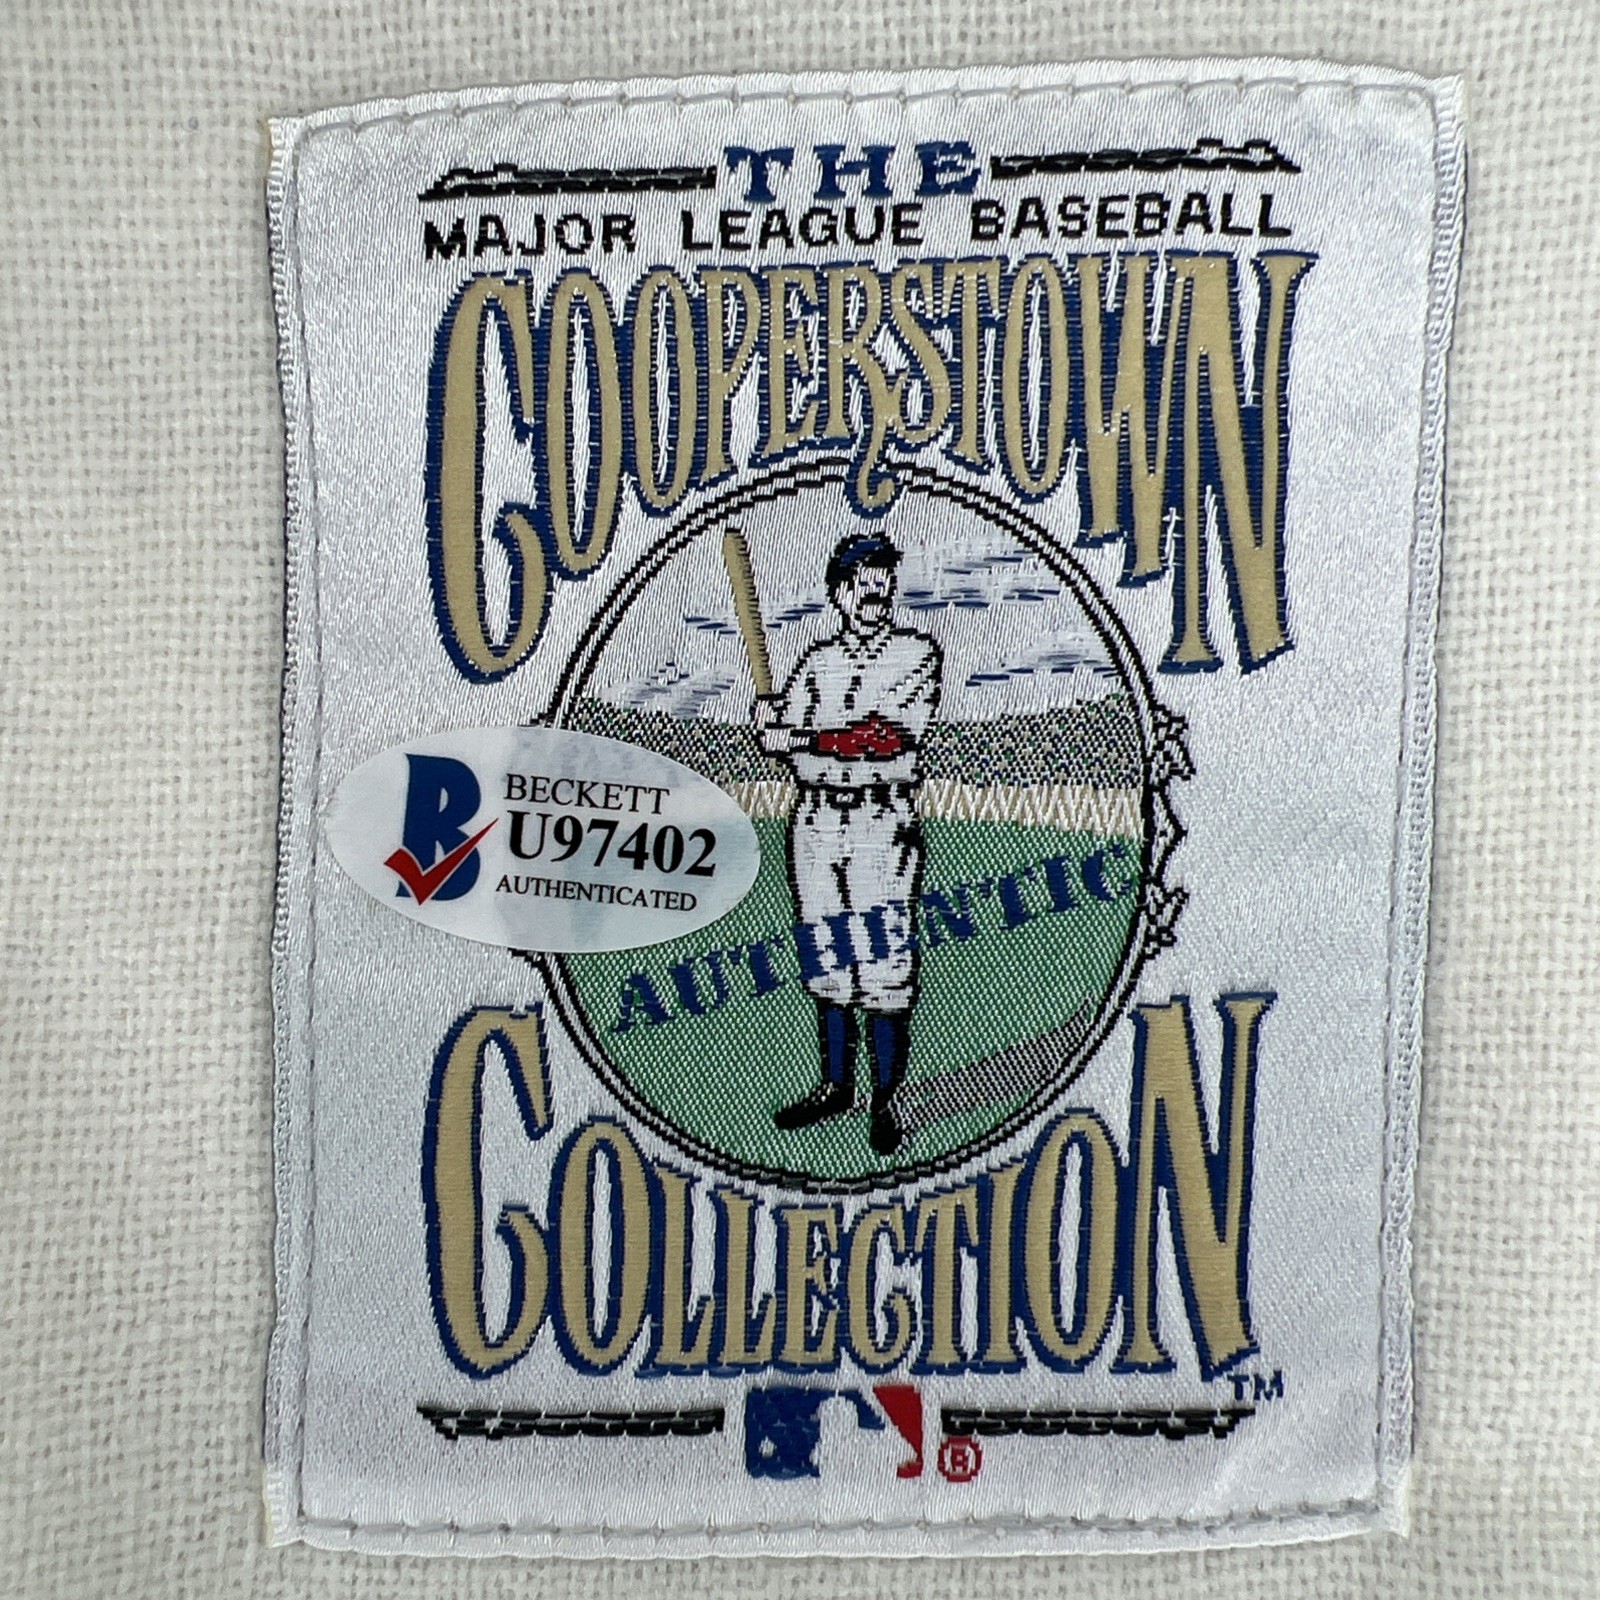 THE
MAJOR LEAGUE BASEBALL
COOPERSTOWN
BECKETT
U97402
AUTHENTICATED
AUTHENTIC
COLLECTION
TM
®